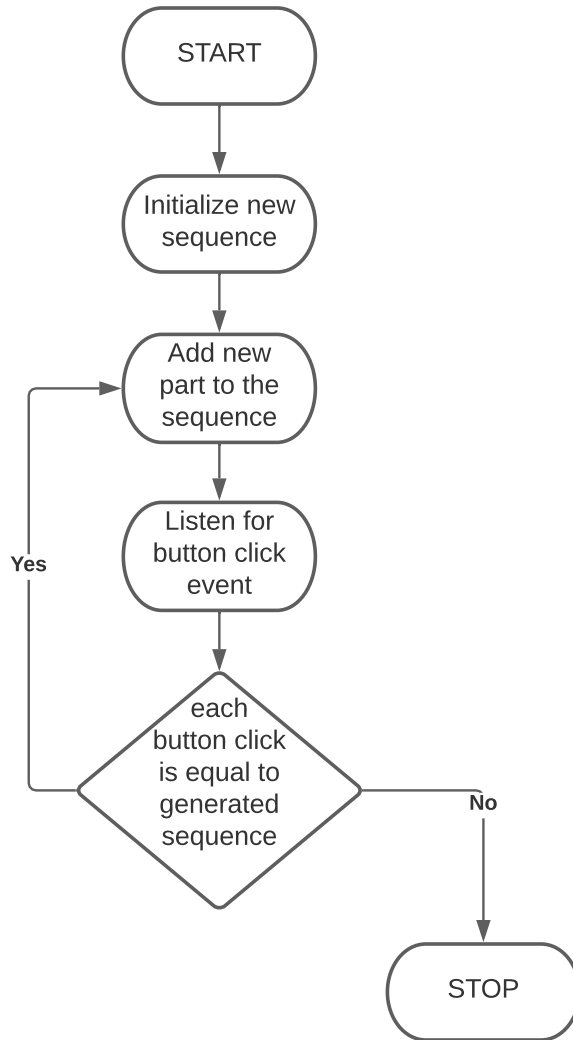 START
Initialize new
sequence
Add new
part to the
sequence
Listen for
button click
event
Yes
each
button click
is equal to
generated
sequence
No
STOP